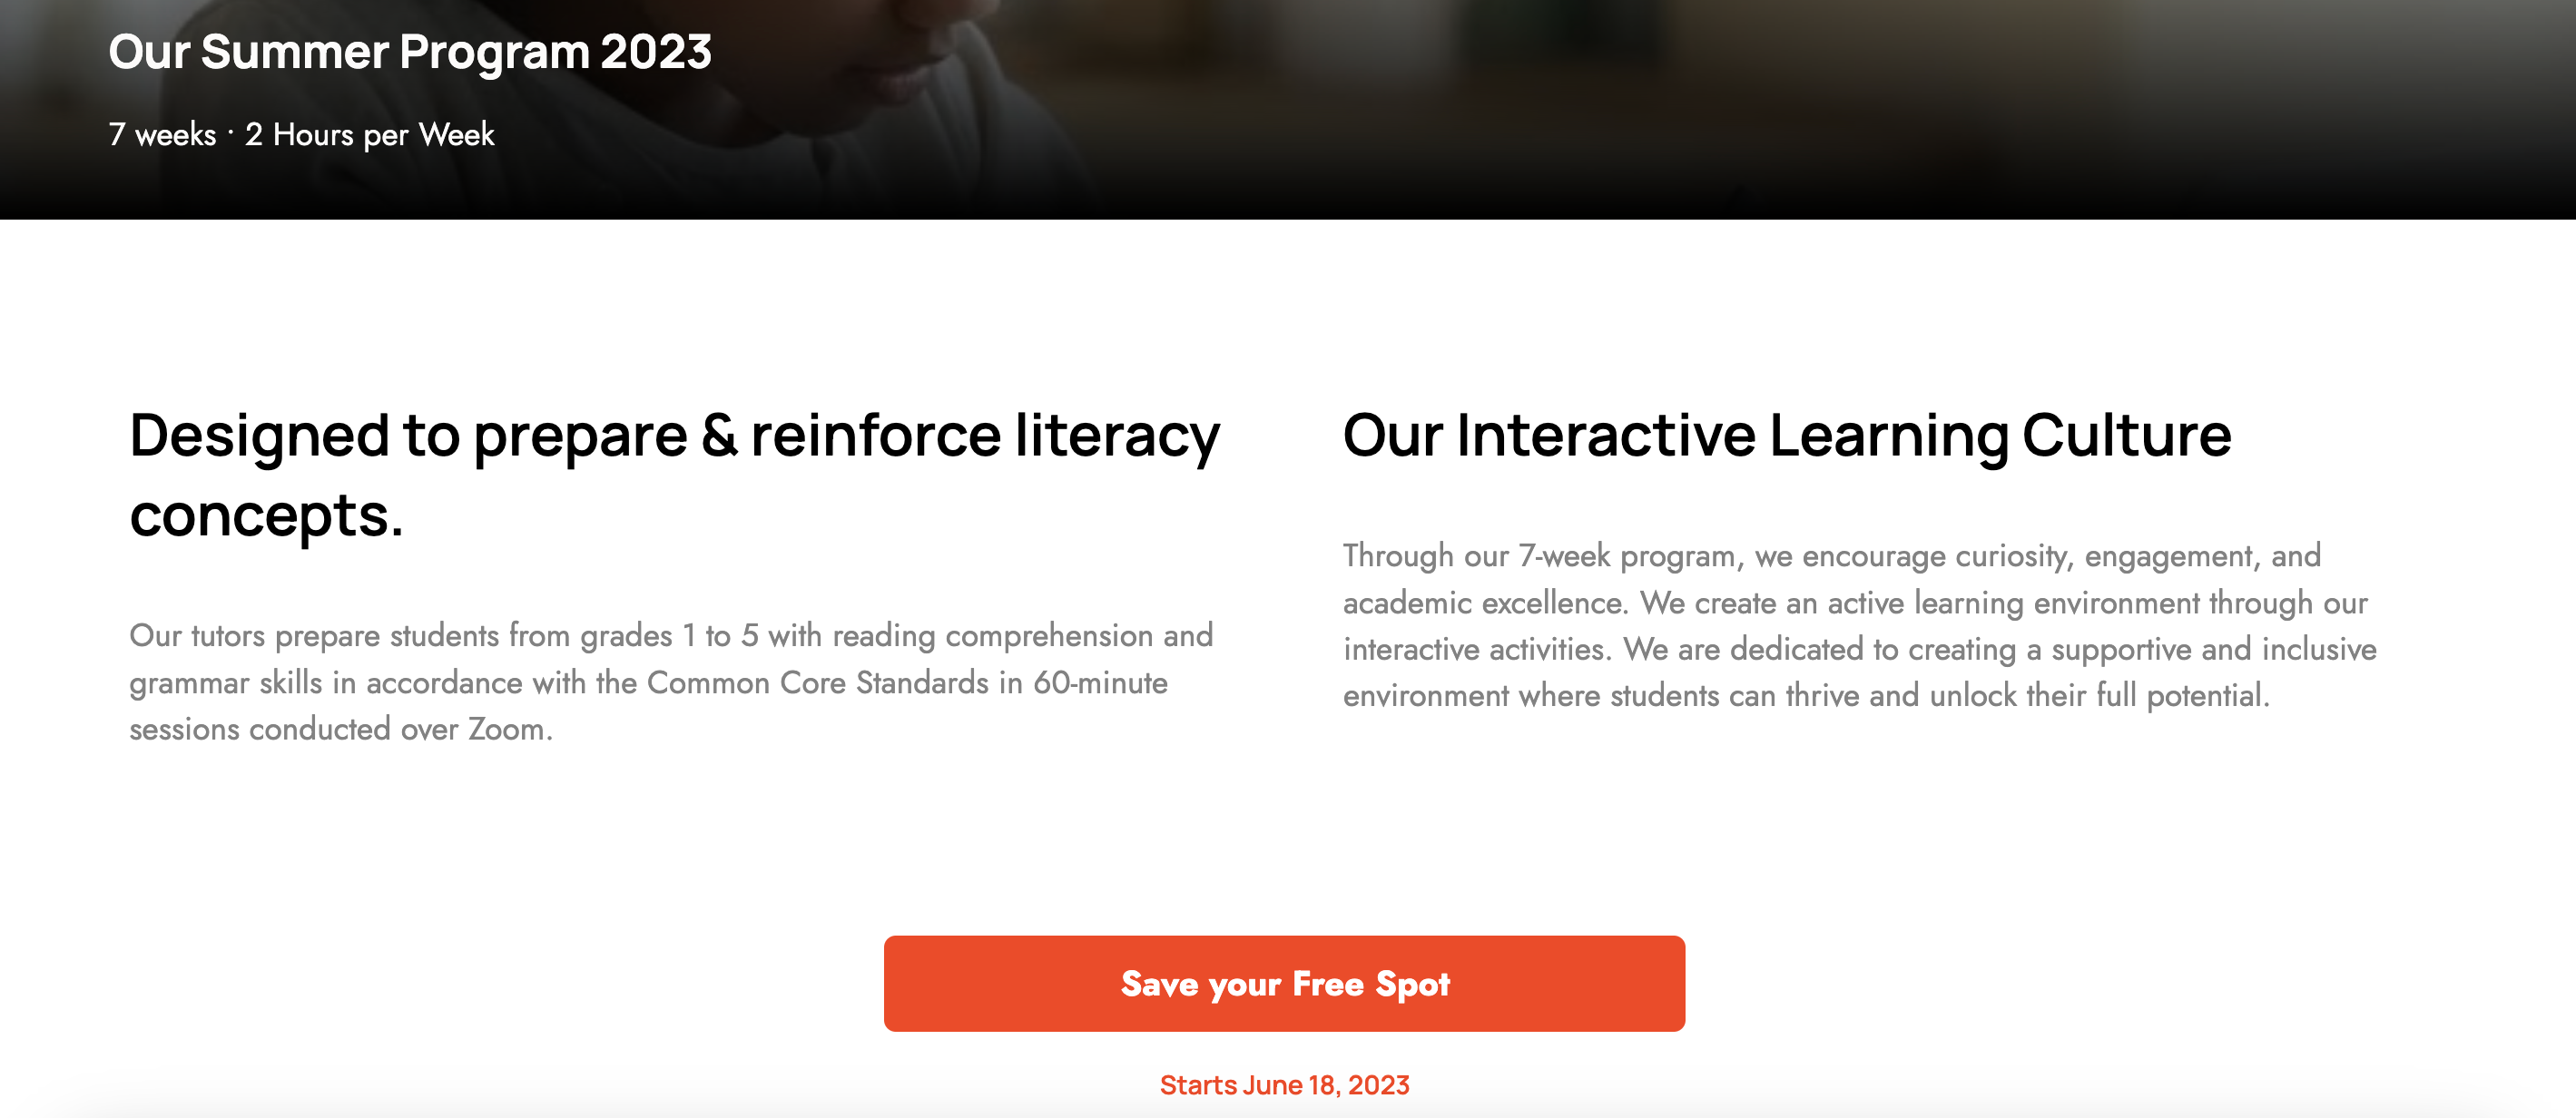 Our Summer Program 2023
7 weeks · 2 Hours per Week
Designed to prepare & reinforce literacy
concepts.
Our tutors prepare students from grades 1 to 5 with reading comprehension and
grammar skills in accordance with the Common Core Standards in 60-minute
sessions conducted over Zoom.
Our Interactive Learning Culture
Through our 7-week program, we encourage curiosity, engagement, and
academic excellence. We create an active learning environment through our
interactive activities. We are dedicated to creating a supportive and inclusive
environment where students can thrive and unlock their full potential.
Save your Free Spot
Starts June 18, 2023